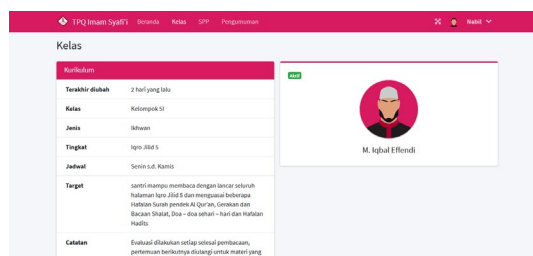 TPQ Imam Syafi'i Beranda Kelas SPP Pengumuman Nabil
Kelas
Kurikulum
Terakhir diubah 2 hari yang lalu
Kelas Kelompok 5I
Jenis Ikhwan
Tingkat Iqro Jilid 5
Jadwal Senin s.d. Kamis
Target santri mampu membaca dengan lancar seluruh
halaman Iqro Jilid 5 dan menguasai beberapa
Hafalan Surah pendek Al Qur'an, Gerakan dan
Bacaan Shalat, Doa – doa sehari – hari dan Hafalan
Hadits
Catatan Evaluasi dilakukan setiap selesai pembacaan,
pertemuan berikutnya diulangi untuk materi yang
Aktif
M. Iqbal Effendi